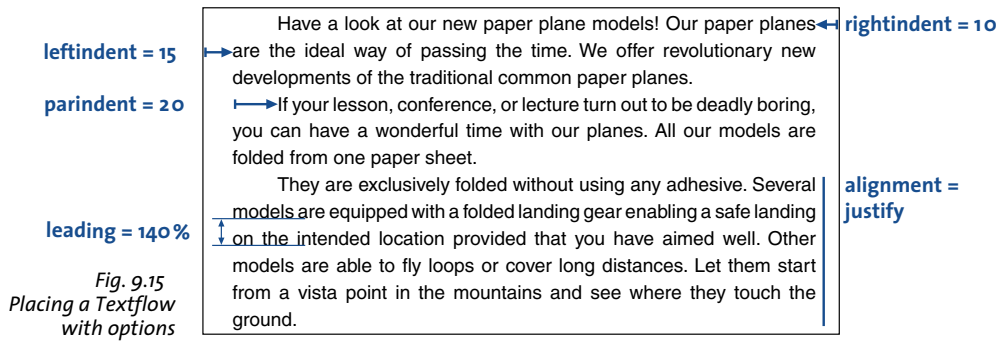 Have a look at our new paper plane models! Our paper planes
rightindent = 10
leftindent = 15
are the ideal way of passing the time. We offer revolutionary new
developments of the traditional common paper planes.
parindent = 20
If your lesson, conference, or lecture turn out to be deadly boring,
you can have a wonderful time with our planes. All our models are
folded from one paper sheet.
They are exclusively folded without using any adhesive. Several
alignment =
justify
models are equipped with a folded landing gear enabling a safe landing
leading = 140%
on the intended location provided that you have aimed well. Other
models are able to fly loops or cover long distances. Let them start
from a vista point in the mountains and see where they touch the
ground.
Fig. 9.15
Placing a Textflow
with options